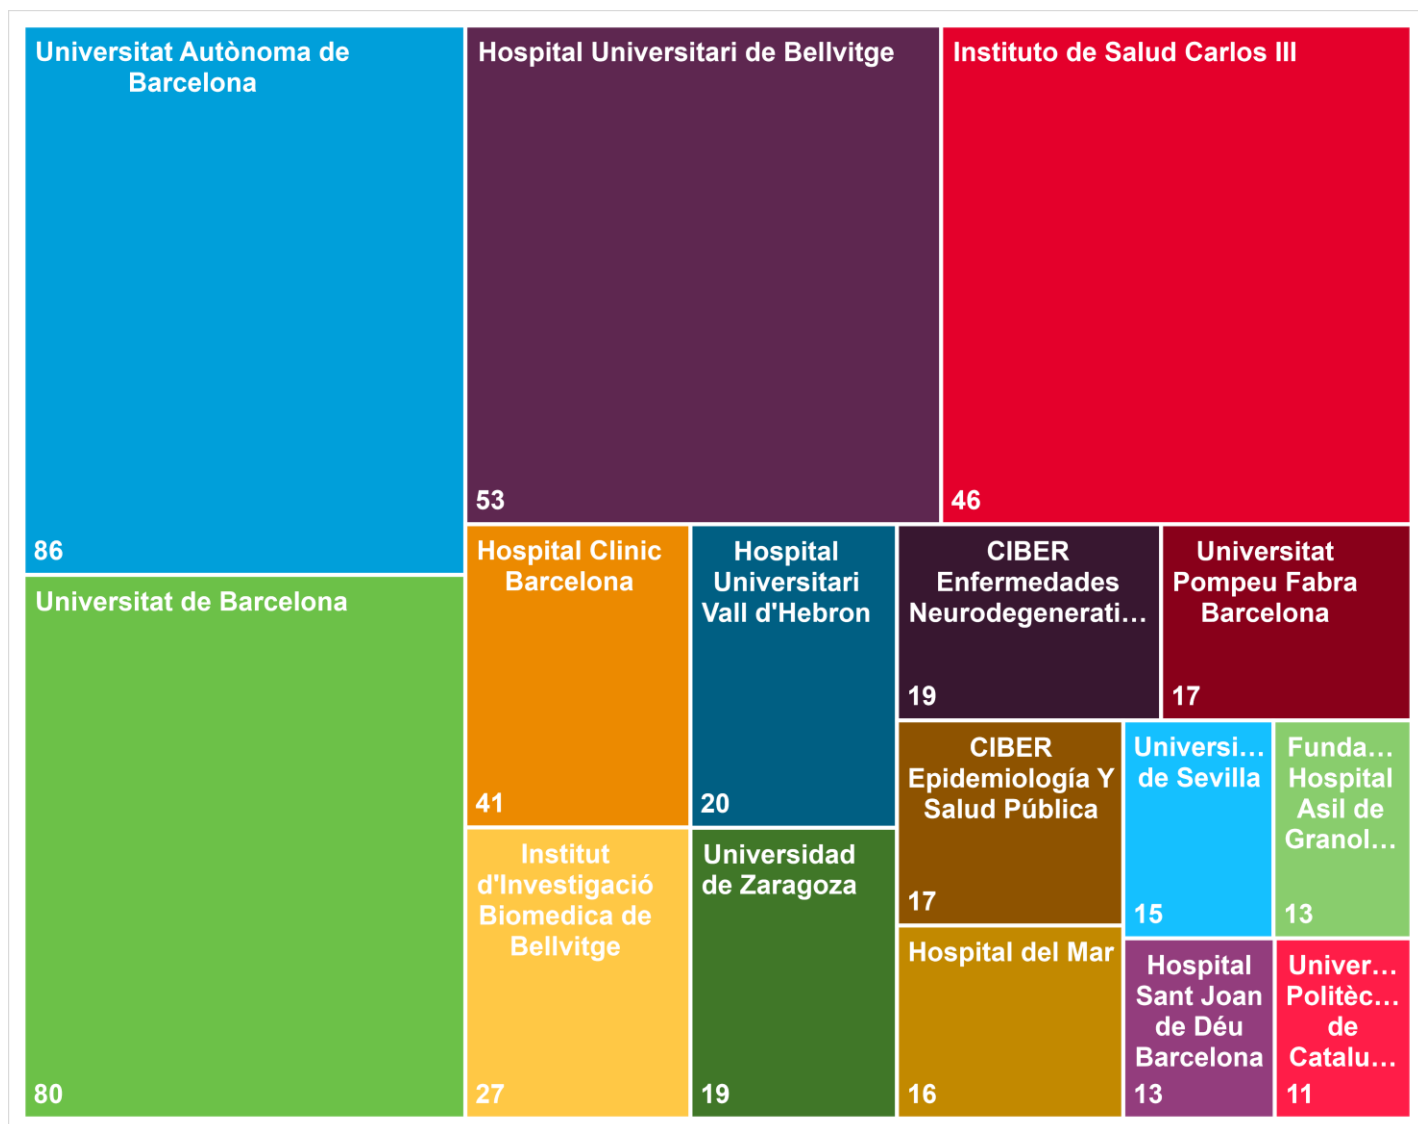 Universitat Autònoma de
Barcelona
86
Universitat de Barcelona
80
Hospital Universitari de Bellvitge
53
Instituto de Salud Carlos III
46
Hospital Clinic
Barcelona
41
Hospital
Universitari
Vall d'Hebron
20
CIBER
Enfermedades
Neurodegenerati…
19
Universitat
Pompeu Fabra
Barcelona
17
Institut
d'Investigació
Biomedica de
Bellvitge
27
Universidad
de Zaragoza
19
CIBER
Epidemiología Y
Salud Pública
17
Universi…
de Sevilla
15
Funda…
Hospital
Asil de
Granol…
13
Hospital del Mar
16
Hospital
Sant Joan
de Déu
Barcelona
13
Univer…
Politèc…
de
Catalu…
11